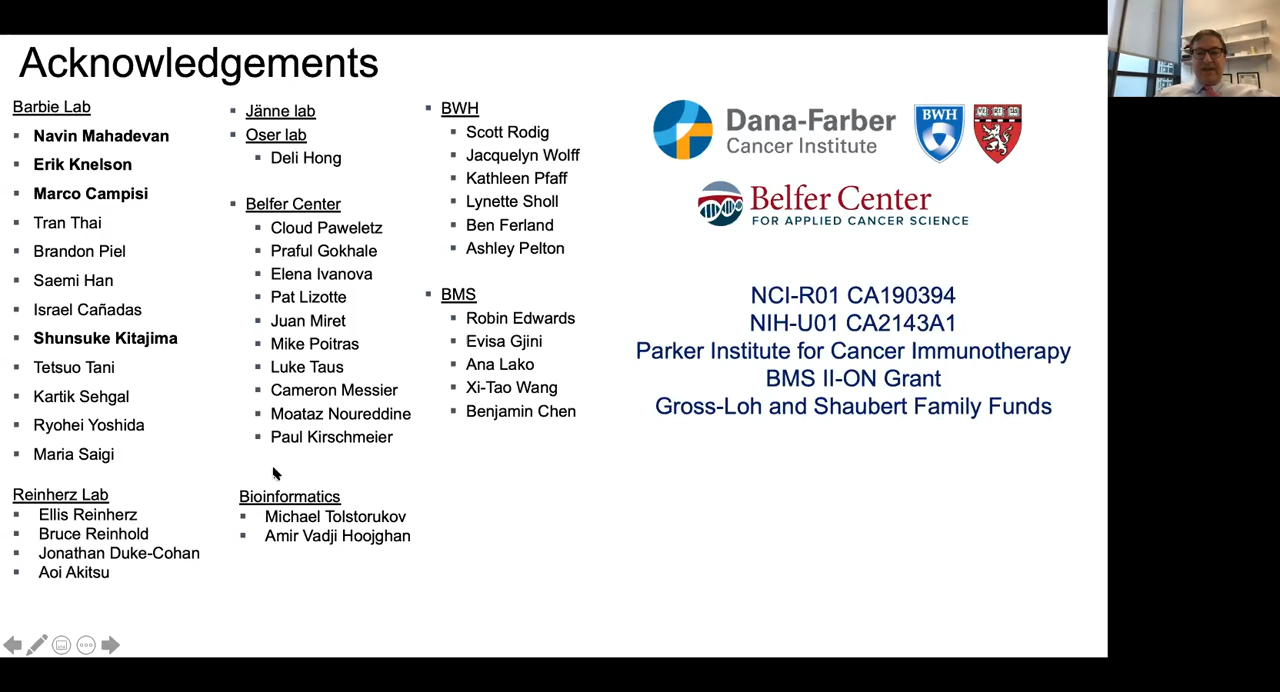 Acknowledgements
Barbie Lab
Navin Mahadevan
Erik Knelson
Marco Campisi
Tran Thai
Brandon Piel
Saemi Han
Israel Cañadas
Shunsuke Kitajima
Tetsuo Tani
Kartik Sehgal
Ryohei Yoshida
Maria Saigi
Reinherz Lab
Ellis Reinherz
Bruce Reinhold
Jonathan Duke-Cohan
Aoi Akitsu
Jänne lab
Oser lab
Deli Hong
Belfer Center
Cloud Paweletz
Praful Gokhale
Elena Ivanova
Pat Lizotte
Juan Miret
Mike Poitras
Luke Taus
Cameron Messier
Moataz Noureddine
Paul Kirschmeier
Bioinformatics
Michael Tolstorukov
Amir Vadji Hoojghan
BWH
Scott Rodig
Jacquelyn Wolff
Kathleen Pfaff
Lynette Sholl
Ben Ferland
Ashley Pelton
BMS
Robin Edwards
Evisa Gjini
Ana Lako
Xi-Tao Wang
Benjamin Chen
Dana-Farber
Cancer Institute
BWH
Belfer Center
FOR APPLIED CANCER SCIENCE
NCI-R01 CA190394
NIH-U01 CA2143A1
Parker Institute for Cancer Immunotherapy
BMS II-ON Grant
Gross-Loh and Shaubert Family Funds